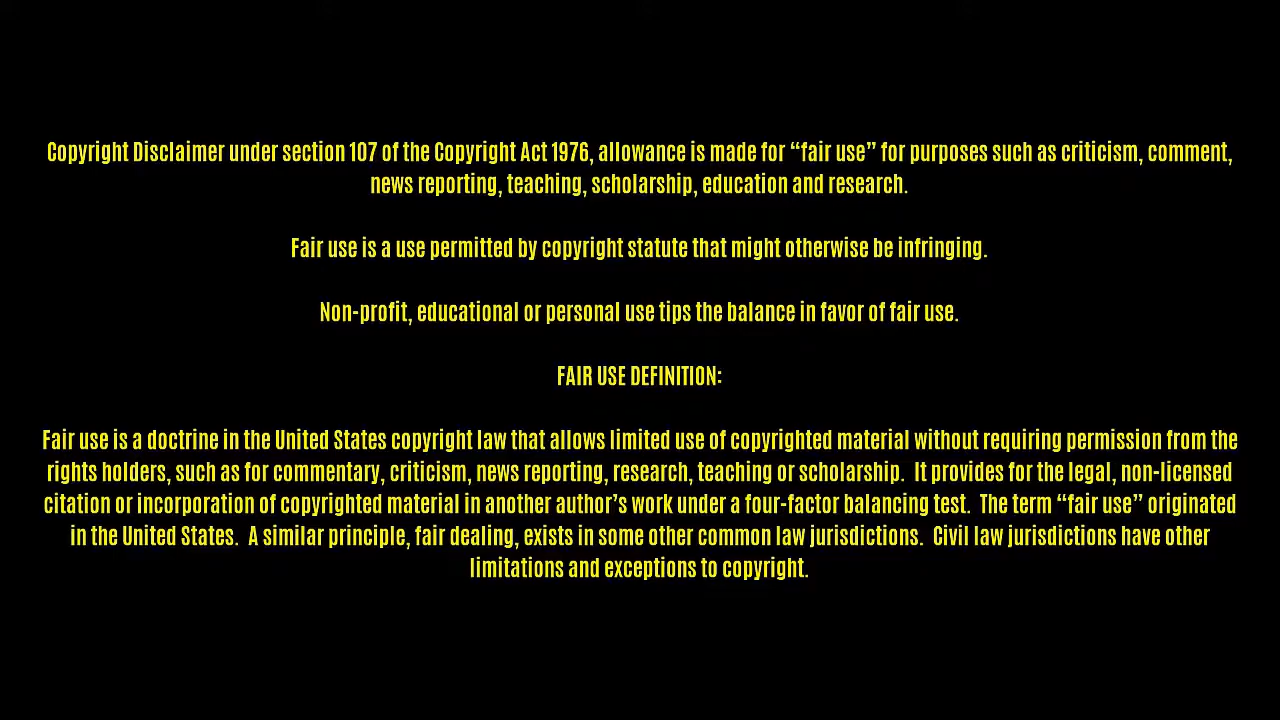 Copyright Disclaimer under section 107 of the Copyright Act 1976, allowance is made for “fair use” for purposes such as criticism, comment,
news reporting, teaching, scholarship, education and research.
Fair use is a use permitted by copyright statute that might otherwise be infringing.
Non-profit, educational or personal use tips the balance in favor of fair use.
FAIR USE DEFINITION:
Fair use is a doctrine in the United States copyright law that allows limited use of copyrighted material without requiring permission from the
rights holders, such as for commentary, criticism, news reporting, research, teaching or scholarship.  It provides for the legal, non-licensed
citation or incorporation of copyrighted material in another author’s work under a four-factor balancing test.  The term “fair use” originated
in the United States.  A similar principle, fair dealing, exists in some other common law jurisdictions.  Civil law jurisdictions have other
limitations and exceptions to copyright.